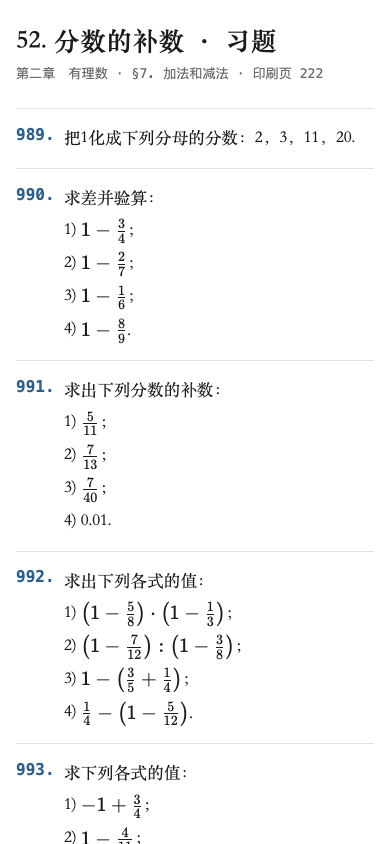 52. 分数的补数 · 习题
第二章 有理数 · §7. 加法和减法 · 印刷页 222
989. 把1化成下列分母的分数：2，3，11，20.
990. 求差并验算：
1) 1 − 3/4；
2) 1 − 2/7；
3) 1 − 1/6；
4) 1 − 8/9.
991. 求出下列分数的补数：
1) 5/11；
2) 7/13；
3) 7/40；
4) 0.01.
992. 求出下列各式的值：
1) (1 − 5/8) · (1 − 1/3)；
2) (1 − 7/12) : (1 − 3/8)；
3) 1 − (3/5 + 1/4)；
4) 1/4 − (1 − 5/12).
993. 求下列各式的值：
1) −1 + 3/4；
2) 1 − 4/11；